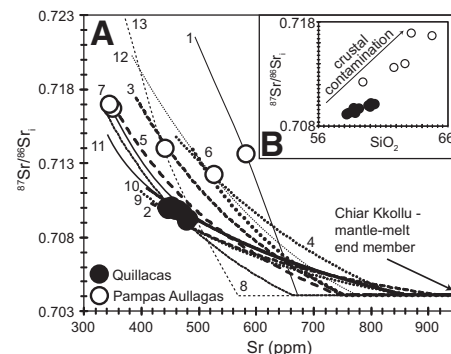 0.723
0.718
0.713
0.708
0.703
300 400 500 600 700 800 900
Sr (ppm)
⁸⁷Sr/⁸⁶Srᵢ
A
13
12
1
7
3
5
6
11
10
9
2
4
8
Quillacas
Pampas Aullagas
Chiar Kkollu -
mantle-melt
end member
B
0.718
0.708
⁸⁷Sr/⁸⁶Srᵢ
crustal
contamination
56 66
SiO₂